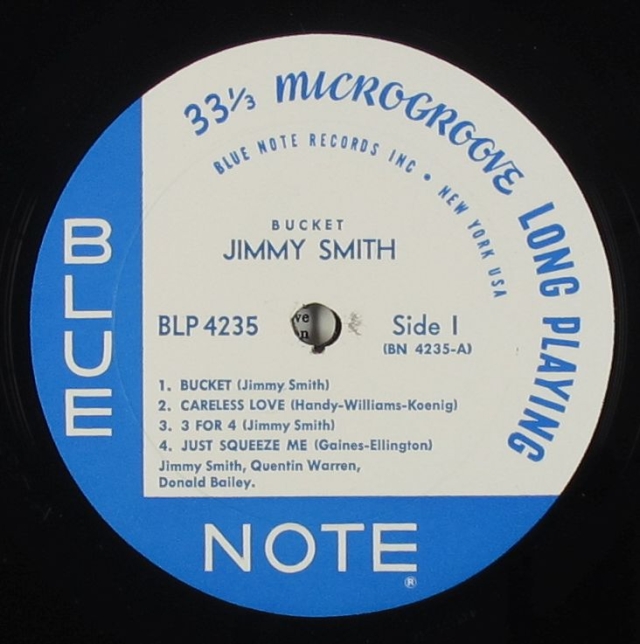 33⅓ MICROGROOVE LONG PLAYING
BLUE NOTE RECORDS INC • NEW YORK USA
BUCKET
JIMMY SMITH
BLP 4235
Side 1
(BN 4235-A)
1. BUCKET (Jimmy Smith)
2. CARELESS LOVE (Handy-Williams-Koenig)
3. 3 FOR 4 (Jimmy Smith)
4. JUST SQUEEZE ME (Gaines-Ellington)
Jimmy Smith, Quentin Warren,
Donald Bailey.
BLUE
NOTE
®